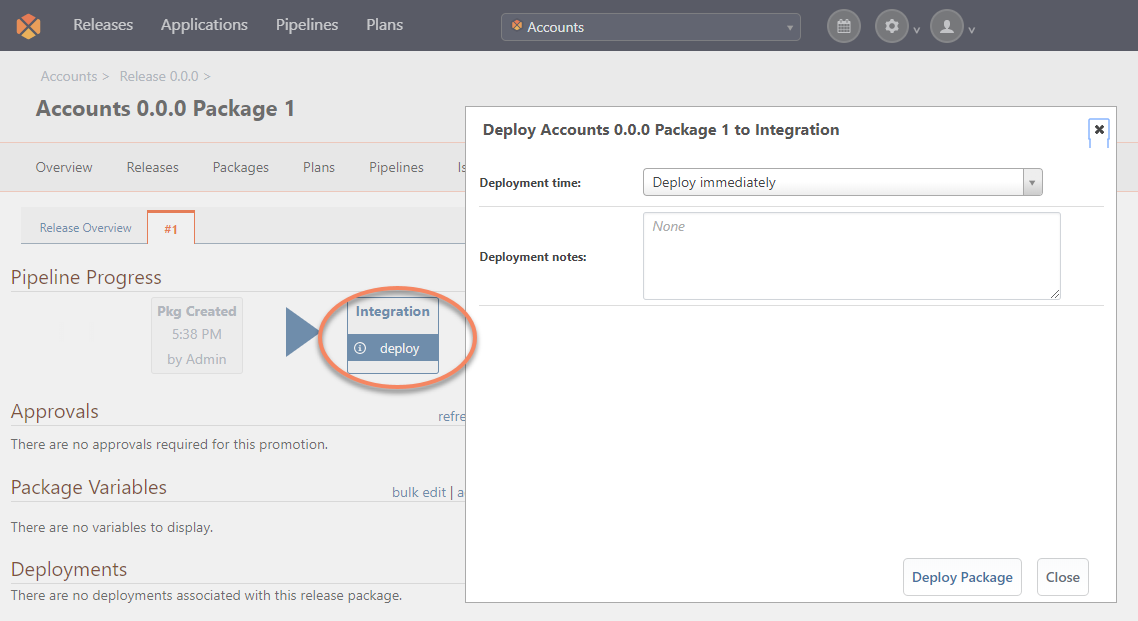 Releases Applications Pipelines Plans Accounts
Accounts > Release 0.0.0 >
Accounts 0.0.0 Package 1
Overview Releases Packages Plans Pipelines Is
Release Overview #1
Pipeline Progress
Pkg Created
5:38 PM
by Admin
Integration
deploy
Approvals
refre
There are no approvals required for this promotion.
Package Variables
bulk edit | a
There are no variables to display.
Deployments
There are no deployments associated with this release package.
Deploy Accounts 0.0.0 Package 1 to Integration
Deployment time: Deploy immediately
Deployment notes: None
Deploy Package Close